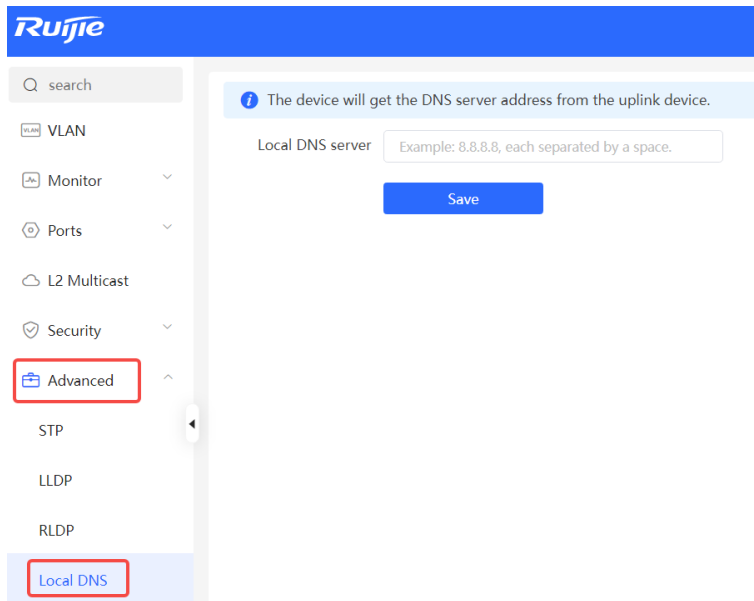 Ruijie
search
VLAN VLAN
Monitor
Ports
L2 Multicast
Security
Advanced
STP
LLDP
RLDP
Local DNS
i The device will get the DNS server address from the uplink device.
Local DNS server Example: 8.8.8.8, each separated by a space.
Save